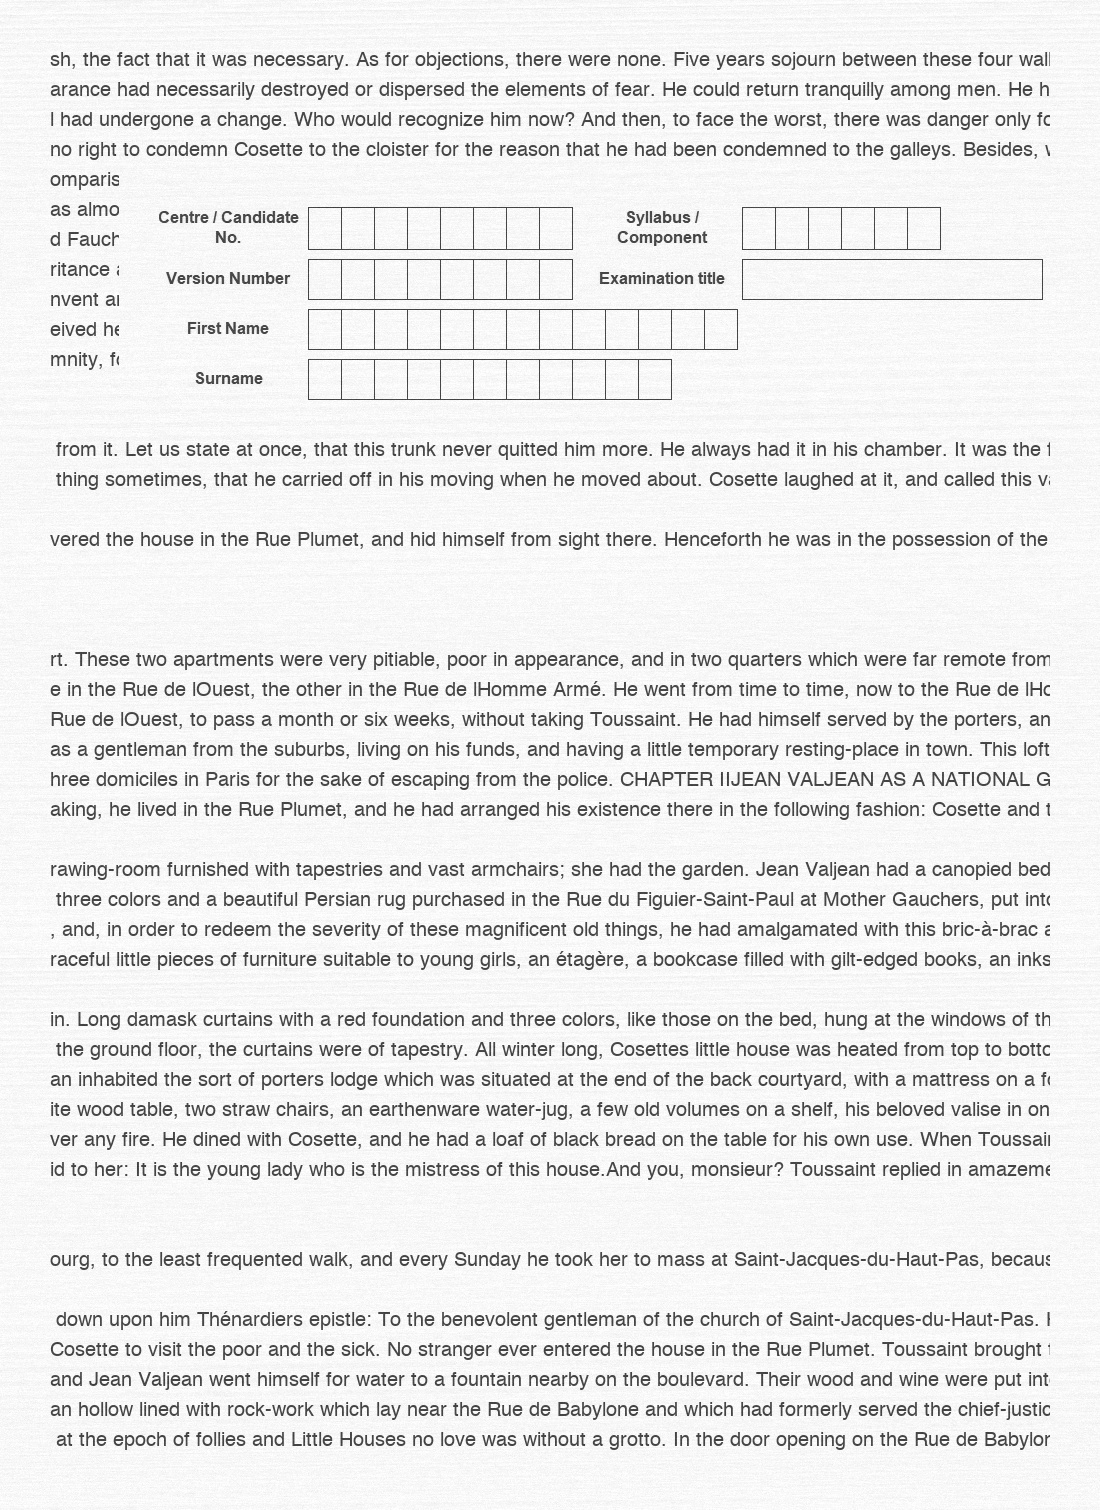 sh, the fact that it was necessary. As for objections, there were none. Five years sojourn between these four wall
arance had necessarily destroyed or dispersed the elements of fear. He could return tranquilly among men. He h
l had undergone a change. Who would recognize him now? And then, to face the worst, there was danger only fo
no right to condemn Cosette to the cloister for the reason that he had been condemned to the galleys. Besides,
omparis
as almo
d Fauch
ritance
nvent ar
eived he
mnity, fo
Centre / Candidate No.
Syllabus / Component
Version Number
Examination title
First Name
Surname
from it. Let us state at once, that this trunk never quitted him more. He always had it in his chamber. It was the
thing sometimes, that he carried off in his moving when he moved about. Cosette laughed at it, and called this va
vered the house in the Rue Plumet, and hid himself from sight there. Henceforth he was in the possession of the
rt. These two apartments were very pitiable, poor in appearance, and in two quarters which were far remote from
e in the Rue de lOuest, the other in the Rue de lHomme Armé. He went from time to time, now to the Rue de lHo
Rue de lOuest, to pass a month or six weeks, without taking Toussaint. He had himself served by the porters, an
as a gentleman from the suburbs, living on his funds, and having a little temporary resting-place in town. This loft
hree domiciles in Paris for the sake of escaping from the police. CHAPTER IIJEAN VALJEAN AS A NATIONAL G
aking, he lived in the Rue Plumet, and he had arranged his existence there in the following fashion: Cosette and t
rawing-room furnished with tapestries and vast armchairs; she had the garden. Jean Valjean had a canopied bed
three colors and a beautiful Persian rug purchased in the Rue du Figuier-Saint-Paul at Mother Gauchers, put into
, and, in order to redeem the severity of these magnificent old things, he had amalgamated with this bric-à-brac a
raceful little pieces of furniture suitable to young girls, an étagère, a bookcase filled with gilt-edged books, an inks
in. Long damask curtains with a red foundation and three colors, like those on the bed, hung at the windows of th
the ground floor, the curtains were of tapestry. All winter long, Cosettes little house was heated from top to botto
an inhabited the sort of porters lodge which was situated at the end of the back courtyard, with a mattress on a fo
ite wood table, two straw chairs, an earthenware water-jug, a few old volumes on a shelf, his beloved valise in on
ver any fire. He dined with Cosette, and he had a loaf of black bread on the table for his own use. When Toussain
id to her: It is the young lady who is the mistress of this house.And you, monsieur? Toussaint replied in amazeme
ourg, to the least frequented walk, and every Sunday he took her to mass at Saint-Jacques-du-Haut-Pas, becaus
down upon him Thénardiers epistle: To the benevolent gentleman of the church of Saint-Jacques-du-Haut-Pas.
Cosette to visit the poor and the sick. No stranger ever entered the house in the Rue Plumet. Toussaint brought
and Jean Valjean went himself for water to a fountain nearby on the boulevard. Their wood and wine were put into
an hollow lined with rock-work which lay near the Rue de Babylone and which had formerly served the chief-justic
at the epoch of follies and Little Houses no love was without a grotto. In the door opening on the Rue de Babylon